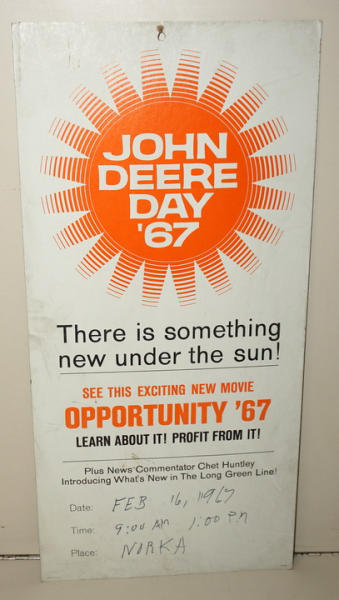 JOHN
DEERE
DAY
'67
There is something
new under the sun!
SEE THIS EXCITING NEW MOVIE
OPPORTUNITY '67
LEARN ABOUT IT! PROFIT FROM IT!
Plus News Commentator Chet Huntley
Introducing What's New in The Long Green Line!
Date: FEB 16, 1967
Time: 9:00 AM 1:00 PM
Place: NORKA